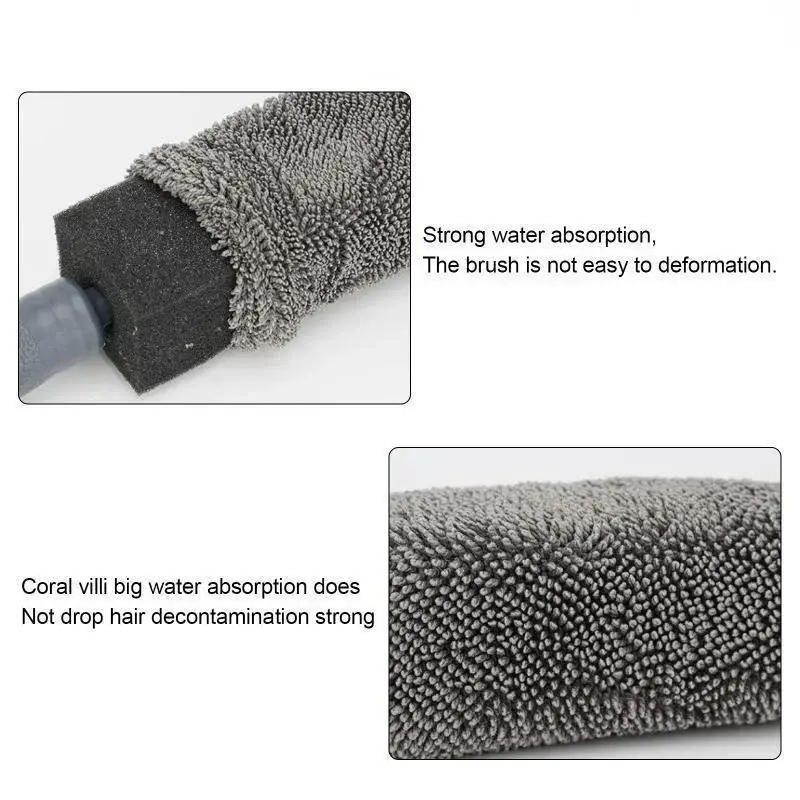 Strong water absorption,
The brush is not easy to deformation.
Coral villi big water absorption does
Not drop hair decontamination strong